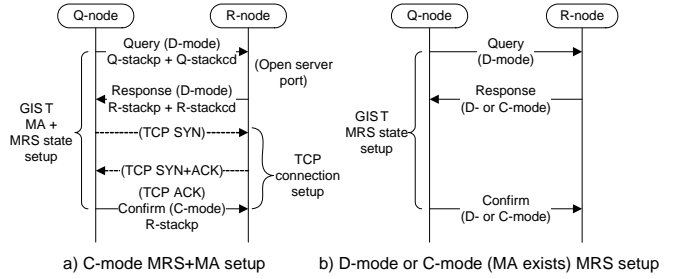 Q-node
R-node
Query (D-mode)
Q-stackp + Q-stackcd
(Open server
port)
Response (D-mode)
R-stackp + R-stackcd
GIST
MA +
MRS state
setup
(TCP SYN)
(TCP SYN+ACK)
TCP
connection
setup
(TCP ACK)
Confirm (C-mode)
R-stackp
a) C-mode MRS+MA setup
Q-node
R-node
Query
(D-mode)
Response
(D- or C-mode)
GIST
MRS state
setup
Confirm
(D- or C-mode)
b) D-mode or C-mode (MA exists) MRS setup